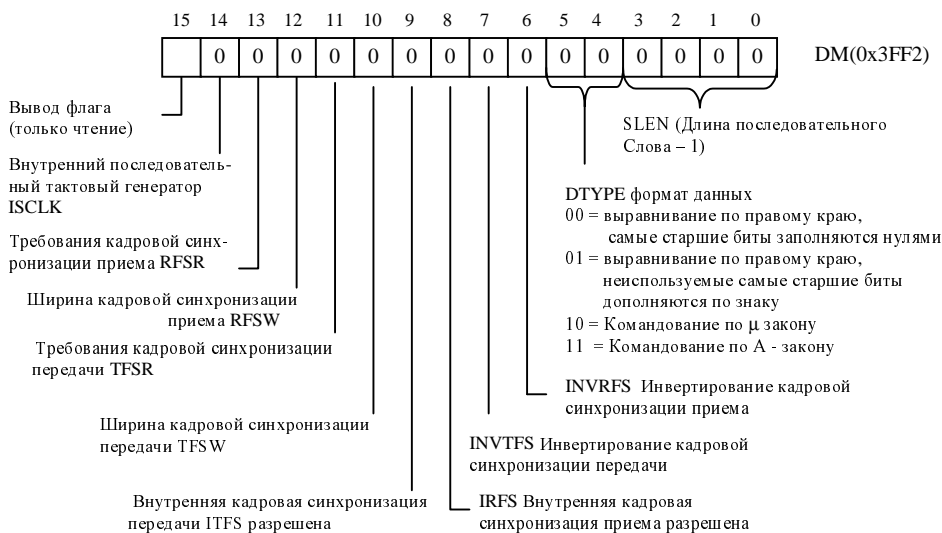 15 14 13 12 11 10 9 8 7 6 5 4 3 2 1 0
0 0 0 0 0 0 0 0 0 0 0 0 0 0 0
DM(0x3FF2)
Вывод флага
(только чтение)
Внутренний последователь-
ный тактовый генератор
ISCLK
Требования кадровой синх-
ронизации приема RFSR
Ширина кадровой синхронизации
приема RFSW
Требования кадровой синхронизации
передачи TFSR
Ширина кадровой синхронизации
передачи TFSW
Внутренняя кадровая синхронизация
передачи ITFS разрешена
SLEN (Длина последовательного
Слова – 1)
DTYPE формат данных
00 = выравнивание по правому краю,
самые старшие биты заполняются нулями
01 = выравнивание по правому краю,
неиспользуемые самые старшие биты
дополняются по знаку
10 = Командование по μ закону
11 = Командование по А - закону
INVRFS Инвертирование кадровой
синхронизации приема
INVTFS Инвертирование кадровой
синхронизации передачи
IRFS Внутренняя кадровая
синхронизация приема разрешена